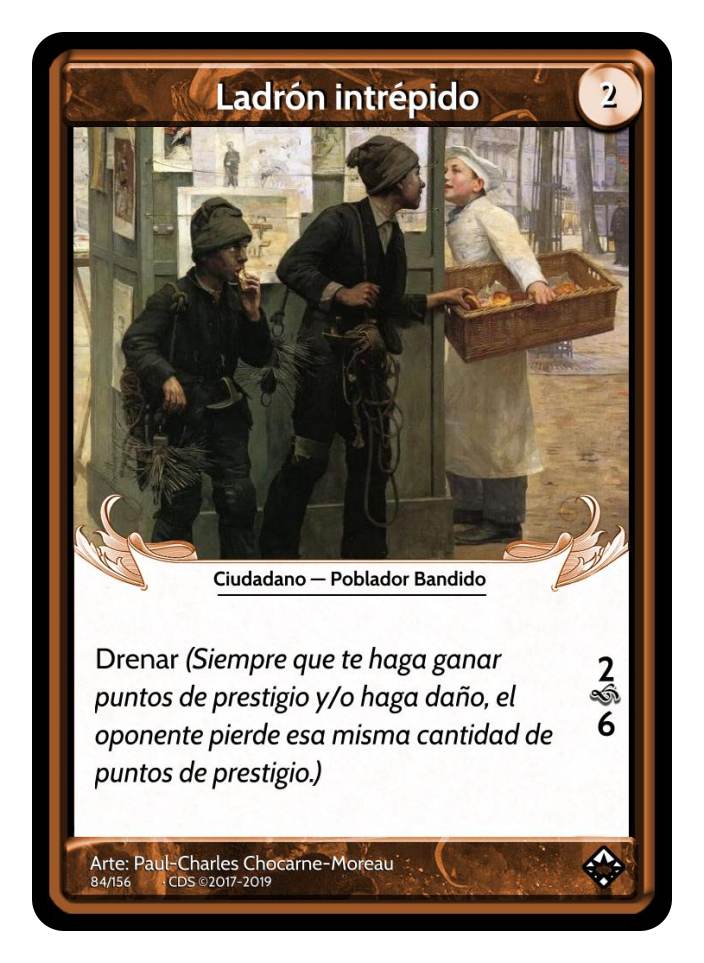 Ladrón intrépido
2
Ciudadano — Poblador Bandido
Drenar (Siempre que te haga ganar
puntos de prestigio y/o haga daño, el
oponente pierde esa misma cantidad de
puntos de prestigio.)
2
6
Arte: Paul-Charles Chocarne-Moreau
84/156 · CDS ©2017-2019